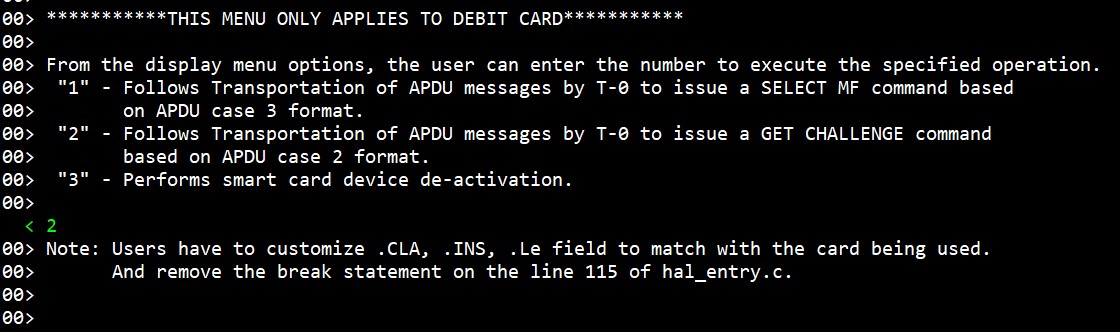 00> ***********THIS MENU ONLY APPLIES TO DEBIT CARD***********
00>
00> From the display menu options, the user can enter the number to execute the specified operation.
00>  "1" - Follows Transportation of APDU messages by T-0 to issue a SELECT MF command based
00>        on APDU case 3 format.
00>  "2" - Follows Transportation of APDU messages by T-0 to issue a GET CHALLENGE command
00>        based on APDU case 2 format.
00>  "3" - Performs smart card device de-activation.
00>
< 2
00> Note: Users have to customize .CLA, .INS, .Le field to match with the card being used.
00>       And remove the break statement on the line 115 of hal_entry.c.
00>
00>